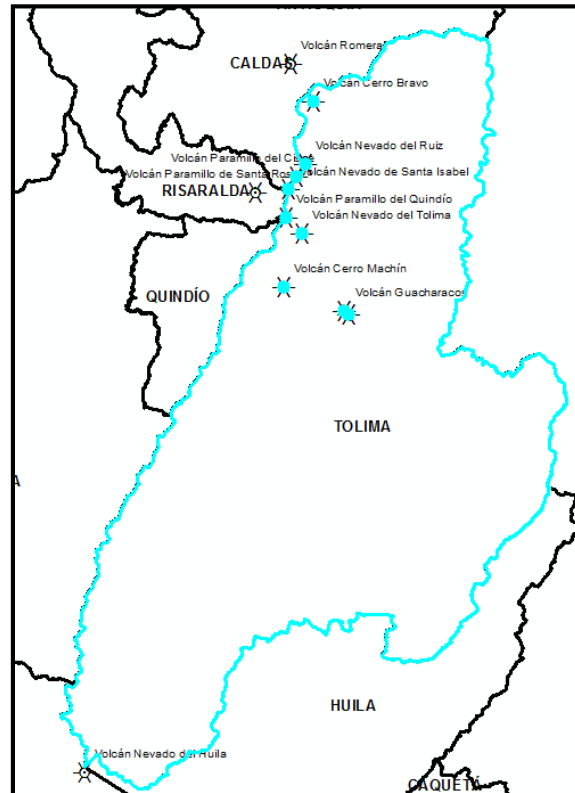 Volcán Romeral
CALDAS
Volcán Cerro Bravo
Volcán Nevado del Ruiz
Volcán Paramillo del Cisne
Volcán Paramillo de Santa Rosa
Volcán Nevado de Santa Isabel
RISARALDA
Volcán Paramillo del Quindío
Volcán Nevado del Tolima
Volcán Cerro Machín
QUINDÍO
Volcán Guacharacos
TOLIMA
A
HUILA
Volcán Nevado del Huila
CAQUETÁ